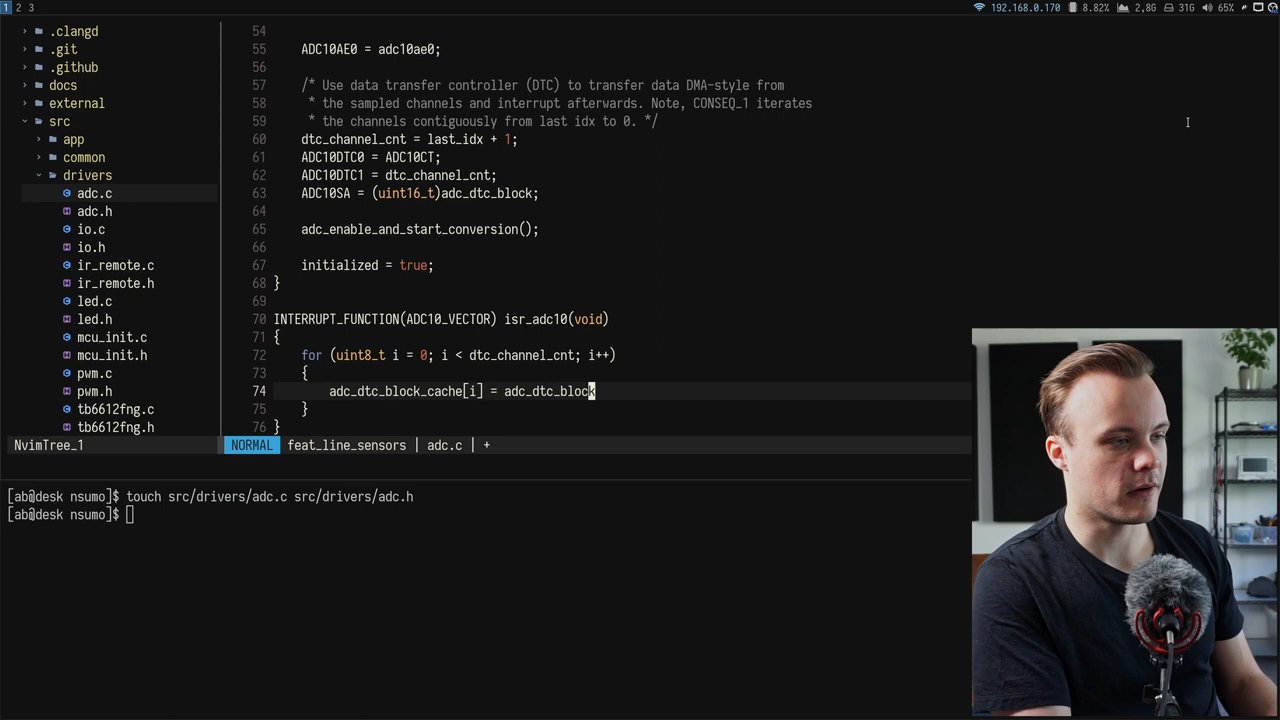 1 2 3
192.168.0.170 8.82% 2,8G 31G 65%
.clangd
.git
.github
docs
external
src
app
common
drivers
adc.c
adc.h
io.c
io.h
ir_remote.c
ir_remote.h
led.c
led.h
mcu_init.c
mcu_init.h
pwm.c
pwm.h
tb6612fng.c
tb6612fng.h
NvimTree_1
54
55 ADC10AE0 = adc10ae0;
56
57 /* Use data transfer controller (DTC) to transfer data DMA-style from
58 * the sampled channels and interrupt afterwards. Note, CONSEQ_1 iterates
59 * the channels contiguously from last idx to 0. */
60 dtc_channel_cnt = last_idx + 1;
61 ADC10DTC0 = ADC10CT;
62 ADC10DTC1 = dtc_channel_cnt;
63 ADC10SA = (uint16_t)adc_dtc_block;
64
65 adc_enable_and_start_conversion();
66
67 initialized = true;
68 }
69
70 INTERRUPT_FUNCTION(ADC10_VECTOR) isr_adc10(void)
71 {
72 for (uint8_t i = 0; i < dtc_channel_cnt; i++)
73 {
74 adc_dtc_block_cache[i] = adc_dtc_block
75 }
76 }
NORMAL feat_line_sensors | adc.c | +
[ab@desk nsumo]$ touch src/drivers/adc.c src/drivers/adc.h
[ab@desk nsumo]$